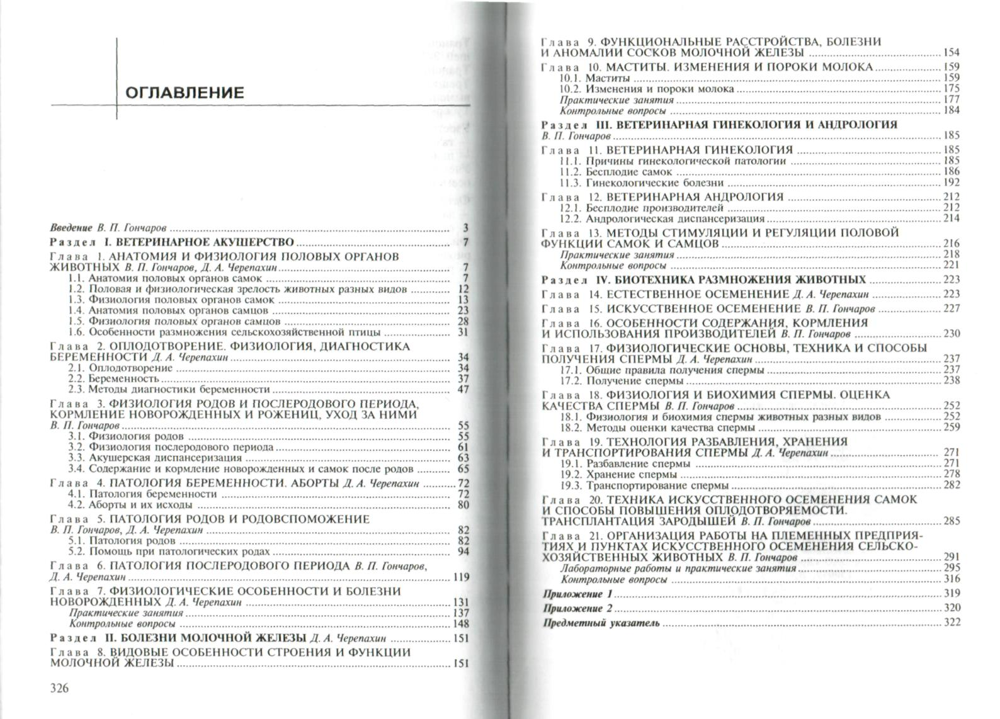 ОГЛАВЛЕНИЕ
Введение В. П. Гончаров 3
Раздел I. ВЕТЕРИНАРНОЕ АКУШЕРСТВО 7
Глава 1. АНАТОМИЯ И ФИЗИОЛОГИЯ ПОЛОВЫХ ОРГАНОВ
ЖИВОТНЫХ В. П. Гончаров, Д. А. Черепахин 7
1.1. Анатомия половых органов самок 7
1.2. Половая и физиологическая зрелость животных разных видов 12
1.3. Физиология половых органов самок 13
1.4. Анатомия половых органов самцов 23
1.5. Физиология половых органов самцов 28
1.6. Особенности размножения сельскохозяйственной птицы 31
Глава 2. ОПЛОДОТВОРЕНИЕ. ФИЗИОЛОГИЯ, ДИАГНОСТИКА
БЕРЕМЕННОСТИ Д. А. Черепахин 34
2.1. Оплодотворение 34
2.2. Беременность 37
2.3. Методы диагностики беременности 47
Глава 3. ФИЗИОЛОГИЯ РОДОВ И ПОСЛЕРОДОВОГО ПЕРИОДА,
КОРМЛЕНИЕ НОВОРОЖДЕННЫХ И РОЖЕНИЦ, УХОД ЗА НИМИ
В. П. Гончаров 55
3.1. Физиология родов 55
3.2. Физиология послеродового периода 61
3.3. Акушерская диспансеризация 63
3.4. Содержание и кормление новорожденных и самок после родов 65
Глава 4. ПАТОЛОГИЯ БЕРЕМЕННОСТИ. АБОРТЫ Д. А. Черепахин 72
4.1. Патология беременности 72
4.2. Аборты и их исходы 80
Глава 5. ПАТОЛОГИЯ РОДОВ И РОДОВСПОМОЖЕНИЕ
В. П. Гончаров, Д. А. Черепахин 82
5.1. Патология родов 82
5.2. Помощь при патологических родах 94
Глава 6. ПАТОЛОГИЯ ПОСЛЕРОДОВОГО ПЕРИОДА В. П. Гончаров,
Д. А. Черепахин 119
Глава 7. ФИЗИОЛОГИЧЕСКИЕ ОСОБЕННОСТИ И БОЛЕЗНИ
НОВОРОЖДЕННЫХ Д. А. Черепахин 131
Практические занятия 137
Контрольные вопросы 148
Раздел II. БОЛЕЗНИ МОЛОЧНОЙ ЖЕЛЕЗЫ Д. А. Черепахин 151
Глава 8. ВИДОВЫЕ ОСОБЕННОСТИ СТРОЕНИЯ И ФУНКЦИИ
МОЛОЧНОЙ ЖЕЛЕЗЫ 151
326
Глава 9. ФУНКЦИОНАЛЬНЫЕ РАССТРОЙСТВА, БОЛЕЗНИ
И АНОМАЛИИ СОСКОВ МОЛОЧНОЙ ЖЕЛЕЗЫ 154
Глава 10. МАСТИТЫ. ИЗМЕНЕНИЯ И ПОРОКИ МОЛОКА 159
10.1. Маститы 159
10.2. Изменения и пороки молока 175
Практические занятия 177
Контрольные вопросы 184
Раздел III. ВЕТЕРИНАРНАЯ ГИНЕКОЛОГИЯ И АНДРОЛОГИЯ
В. П. Гончаров 185
Глава 11. ВЕТЕРИНАРНАЯ ГИНЕКОЛОГИЯ 185
11.1. Причины гинекологической патологии 185
11.2. Бесплодие самок 186
11.3. Гинекологические болезни 192
Глава 12. ВЕТЕРИНАРНАЯ АНДРОЛОГИЯ 212
12.1. Бесплодие производителей 212
12.2. Андрологическая диспансеризация 214
Глава 13. МЕТОДЫ СТИМУЛЯЦИИ И РЕГУЛЯЦИИ ПОЛОВОЙ
ФУНКЦИИ САМОК И САМЦОВ 216
Практические занятия 218
Контрольные вопросы 221
Раздел IV. БИОТЕХНИКА РАЗМНОЖЕНИЯ ЖИВОТНЫХ 223
Глава 14. ЕСТЕСТВЕННОЕ ОСЕМЕНЕНИЕ Д. А. Черепахин 223
Глава 15. ИСКУССТВЕННОЕ ОСЕМЕНЕНИЕ В. П. Гончаров 227
Глава 16. ОСОБЕННОСТИ СОДЕРЖАНИЯ, КОРМЛЕНИЯ
И ИСПОЛЬЗОВАНИЯ ПРОИЗВОДИТЕЛЕЙ В. П. Гончаров 230
Глава 17. ФИЗИОЛОГИЧЕСКИЕ ОСНОВЫ, ТЕХНИКА И СПОСОБЫ
ПОЛУЧЕНИЯ СПЕРМЫ Д. А. Черепахин 237
17.1. Общие правила получения спермы 237
17.2. Получение спермы 238
Глава 18. ФИЗИОЛОГИЯ И БИОХИМИЯ СПЕРМЫ. ОЦЕНКА
КАЧЕСТВА СПЕРМЫ В. П. Гончаров 252
18.1. Физиология и биохимия спермы животных разных видов 252
18.2. Методы оценки качества спермы 259
Глава 19. ТЕХНОЛОГИЯ РАЗБАВЛЕНИЯ, ХРАНЕНИЯ
И ТРАНСПОРТИРОВАНИЯ СПЕРМЫ Д. А. Черепахин 271
19.1. Разбавление спермы 271
19.2. Хранение спермы 278
19.3. Транспортирование спермы 282
Глава 20. ТЕХНИКА ИСКУССТВЕННОГО ОСЕМЕНЕНИЯ САМОК
И СПОСОБЫ ПОВЫШЕНИЯ ОПЛОДОТВОРЯЕМОСТИ.
ТРАНСПЛАНТАЦИЯ ЗАРОДЫШЕЙ В. П. Гончаров 285
Глава 21. ОРГАНИЗАЦИЯ РАБОТЫ НА ПЛЕМЕННЫХ ПРЕДПРИЯ-
ТИЯХ И ПУНКТАХ ИСКУССТВЕННОГО ОСЕМЕНЕНИЯ СЕЛЬСКО-
ХОЗЯЙСТВЕННЫХ ЖИВОТНЫХ В. П. Гончаров 291
Лабораторные работы и практические занятия 295
Контрольные вопросы 316
Приложение 1 319
Приложение 2 320
Предметный указатель 322